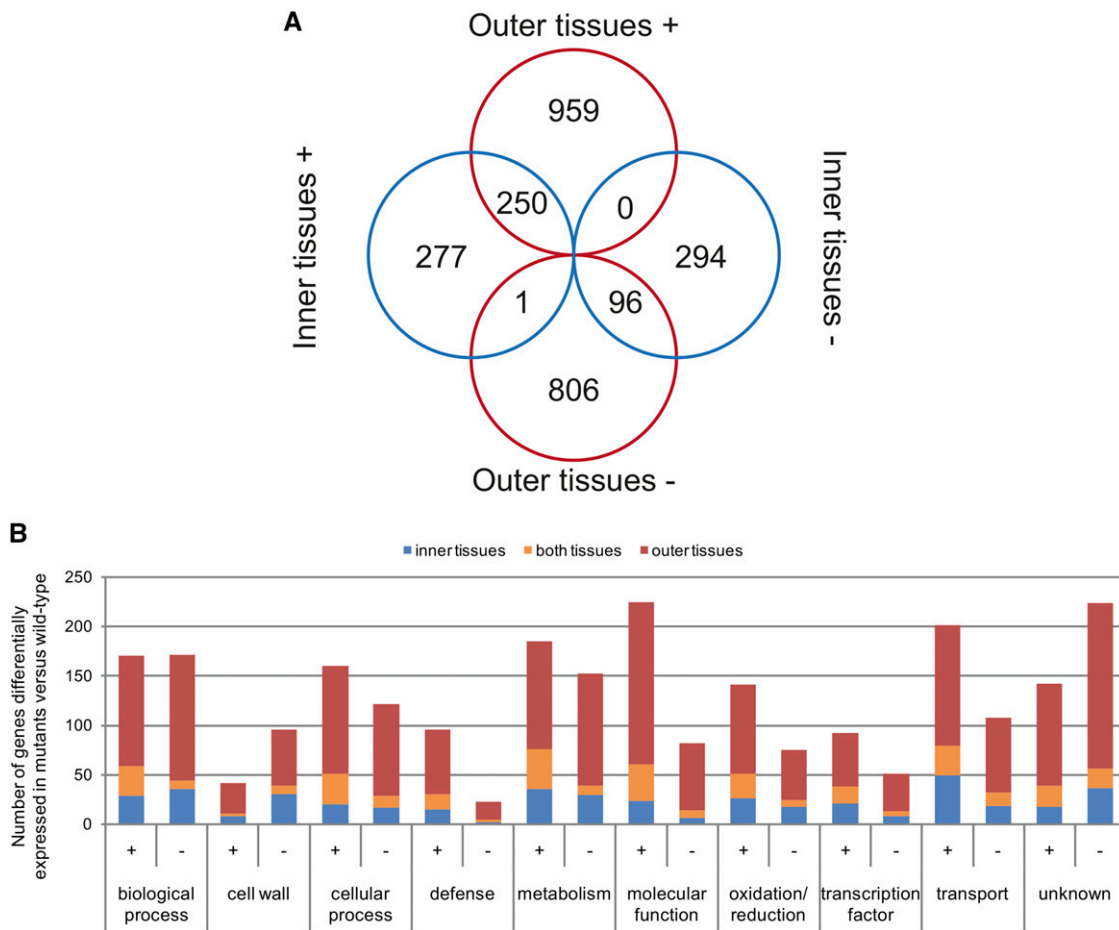 A
Outer tissues +
959
Inner tissues +
Inner tissues -
250
0
277
294
1
96
806
Outer tissues -
B
inner tissues both tissues outer tissues
Number of genes differentially
expressed in mutants versus wild-type
250
200
150
100
50
0
+ - + - + - + - + - + - + - + - + - + -
biological process
cell wall
cellular process
defense
metabolism
molecular function
oxidation/ reduction
transcription factor
transport
unknown